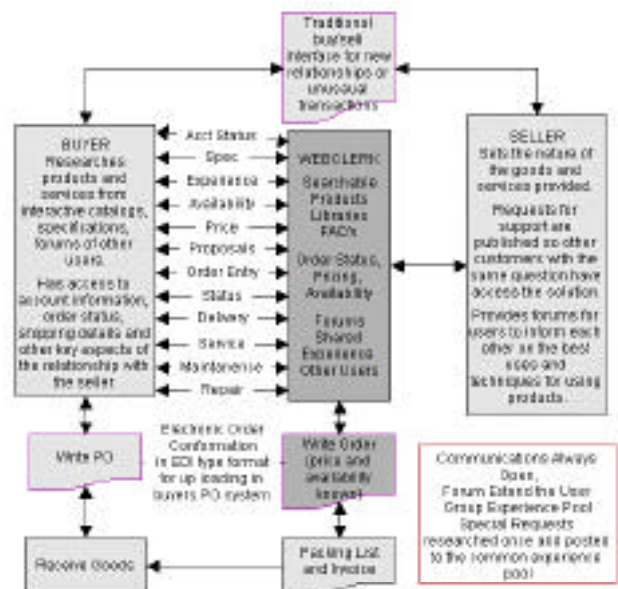 Traditional
buy/sell
interface for new
relationships or
unusual
transactions
BUYER
Researches
products and
services from
interactive catalogs,
specifications,
forums of other
users.
Has access to
account information,
order status,
shipping details and
other key aspects of
the relationship with
the seller.
Acct Status
Spec
Experience
Availability
Price
Proposals
Order Entry
Status
Delivery
Service
Maintanence
Repair
WEBCLERK
Searchable
Products
Libraries
FAQ's
Order Status,
Pricing,
Availability
Forums
Shared
Experience
Other Users
SELLER
Sets the nature of
the goods and
services provided.
Requests for
support are
published so other
customers with the
same question have
access the solution.
Provides forums for
users to inform each
other on the best
uses and
techniques for using
products.
Write PO
Electronic Order
Conformation
in EDI type format
for up loading in
buyers PO system
Write Order
(price and
availability
known)
Receive Goods
Packing List
and Invoice
Communications Always
Open,
Forum Extend the User
Group Experience Pool
Special Requests
researched once and posted
to the common experience
pool